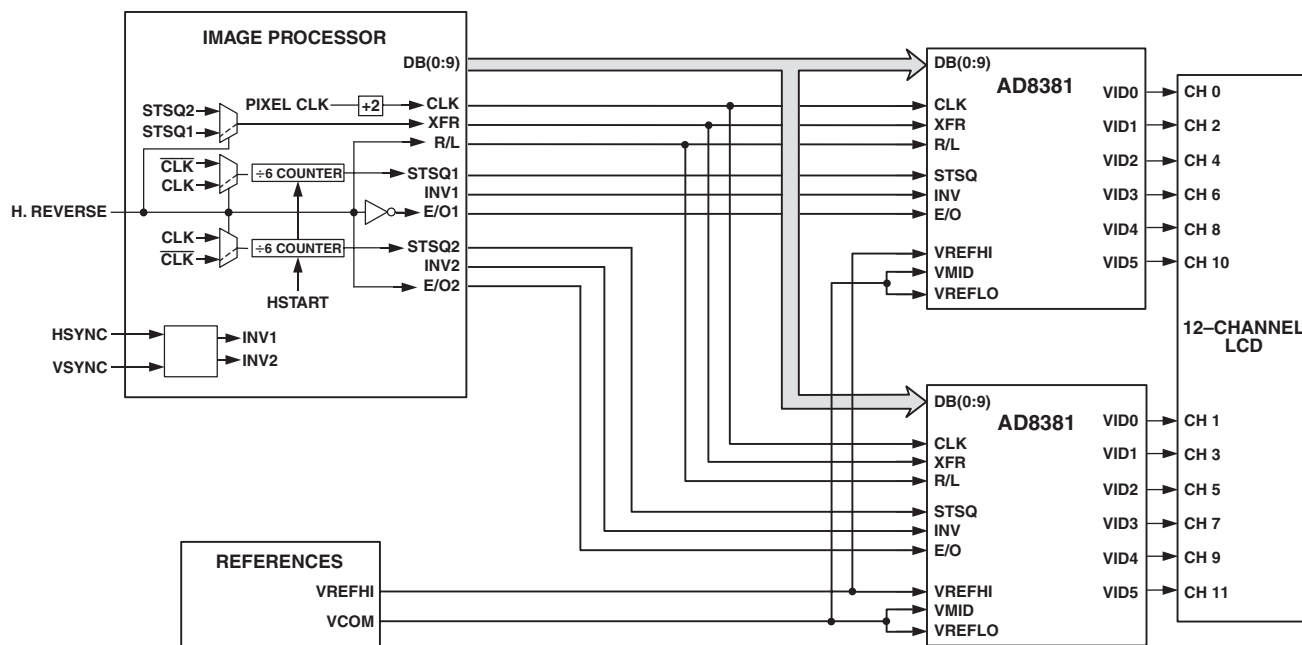 IMAGE PROCESSOR
DB(0:9)
PIXEL CLK
÷2
CLK
STSQ2
STSQ1
XFR
R/L
CLK
CLK
÷6 COUNTER
STSQ1
INV1
H. REVERSE
E/O1
CLK
CLK
÷6 COUNTER
STSQ2
INV2
E/O2
HSTART
HSYNC
VSYNC
INV1
INV2
REFERENCES
VREFHI
VCOM
DB(0:9)
AD8381
CLK
XFR
R/L
STSQ
INV
E/O
VREFHI
VMID
VREFLO
VID0
VID1
VID2
VID3
VID4
VID5
DB(0:9)
AD8381
CLK
XFR
R/L
STSQ
INV
E/O
VREFHI
VMID
VREFLO
VID0
VID1
VID2
VID3
VID4
VID5
CH 0
CH 2
CH 4
CH 6
CH 8
CH 10
12–CHANNEL
LCD
CH 1
CH 3
CH 5
CH 7
CH 9
CH 11